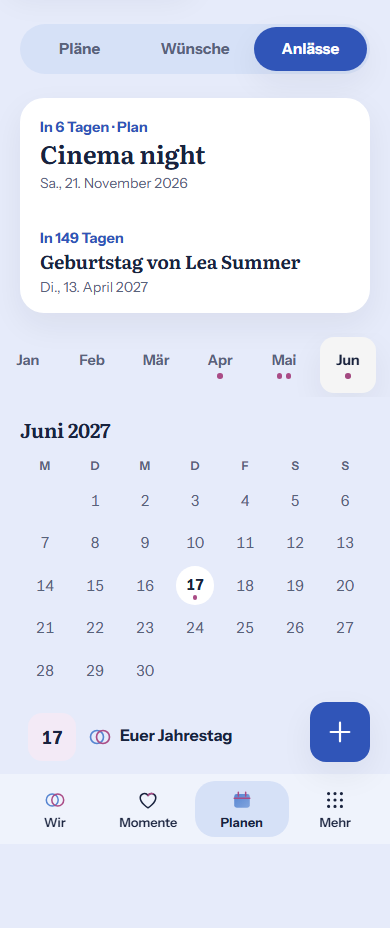 Pläne Wünsche Anlässe
In 6 Tagen · Plan
Cinema night
Sa., 21. November 2026
In 149 Tagen
Geburtstag von Lea Summer
Di., 13. April 2027
Jan Feb Mär Apr Mai Jun
Juni 2027
M D M D F S S
1 2 3 4 5 6
7 8 9 10 11 12 13
14 15 16 17 18 19 20
21 22 23 24 25 26 27
28 29 30
17 Euer Jahrestag
Wir Momente Planen Mehr